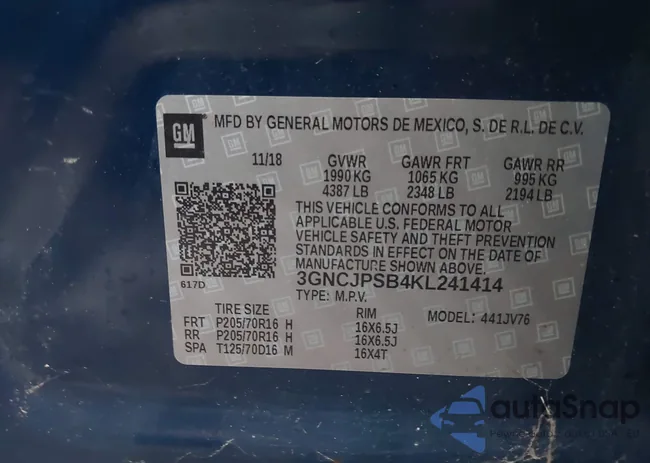 GM
MFD BY GENERAL MOTORS DE MEXICO, S. DE R.L. DE C.V.
11/18 GVWR GAWR FRT GAWR RR
1990 KG 1065 KG 995 KG
4387 LB 2348 LB 2194 LB
THIS VEHICLE CONFORMS TO ALL
APPLICABLE U.S. FEDERAL MOTOR
VEHICLE SAFETY AND THEFT PREVENTION
STANDARDS IN EFFECT ON THE DATE OF
MANUFACTURE SHOWN ABOVE.
617D
3GNCJPSB4KL241414
TYPE: M.P.V.
TIRE SIZE RIM MODEL: 441JV76
FRT P205/70R16 H 16X6.5J
RR P205/70R16 H 16X6.5J
SPA T125/70D16 M 16X4T
autoSnap